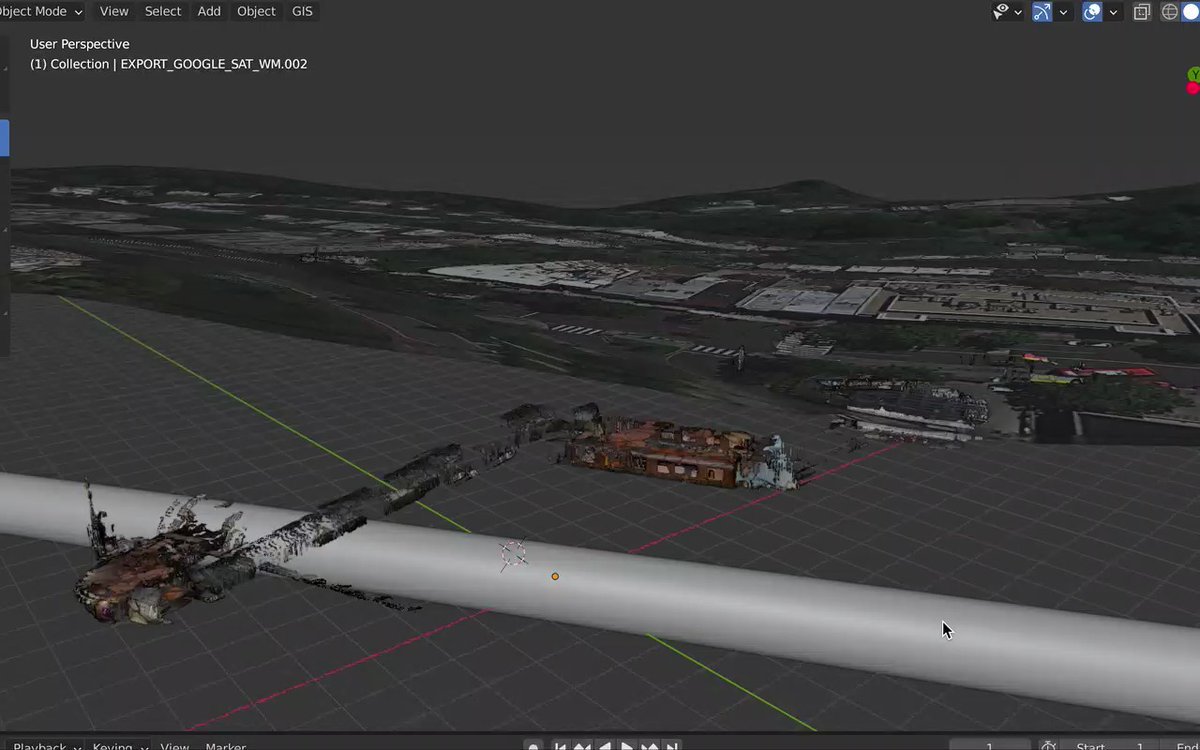 bject Mode View Select Add Object GIS
User Perspective
(1) Collection | EXPORT_GOOGLE_SAT_WM.002
Y
Playback Keying View Marker 1 Start 1 End